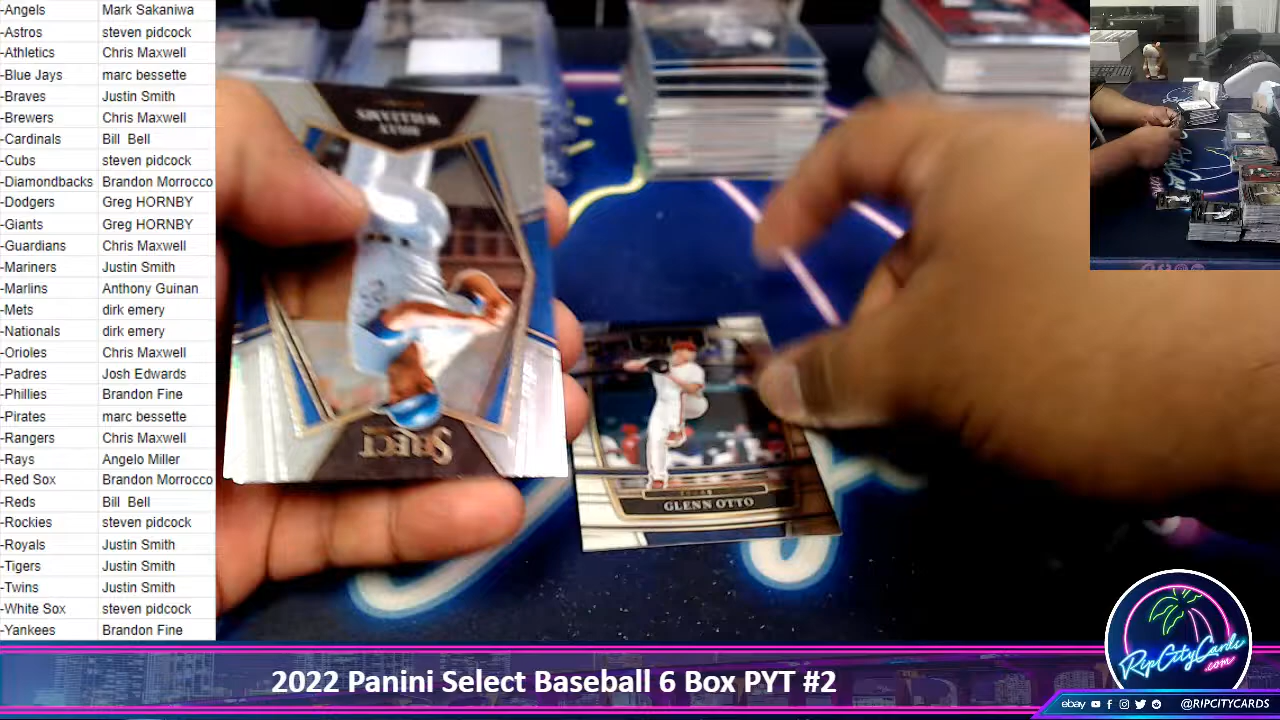 -Angels Mark Sakaniwa
-Astros steven pidcock
-Athletics Chris Maxwell
-Blue Jays marc bessette
-Braves Justin Smith
-Brewers Chris Maxwell
-Cardinals Bill Bell
-Cubs steven pidcock
-Diamondbacks Brandon Morrocco
-Dodgers Greg HORNBY
-Giants Greg HORNBY
-Guardians Chris Maxwell
-Mariners Justin Smith
-Marlins Anthony Guinan
-Mets dirk emery
-Nationals dirk emery
-Orioles Chris Maxwell
-Padres Josh Edwards
-Phillies Brandon Fine
-Pirates marc bessette
-Rangers Chris Maxwell
-Rays Angelo Miller
-Red Sox Brandon Morrocco
-Reds Bill Bell
-Rockies steven pidcock
-Royals Justin Smith
-Tigers Justin Smith
-Twins Justin Smith
-White Sox steven pidcock
-Yankees Brandon Fine
WILLIAMS
SELECT
GLENN OTTO
RipCityCards
.com
2022 Panini Select Baseball 6 Box PYT #2
ebay @RIPCITYCARDS